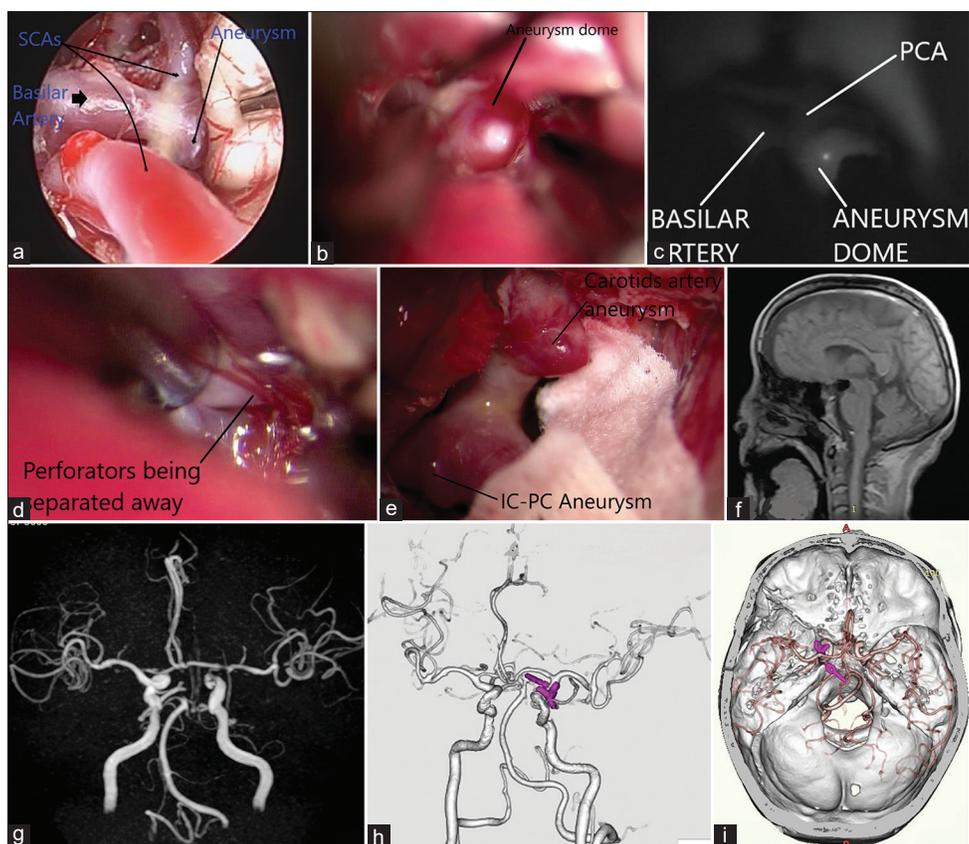 SCAs
Aneurysm
Basilar
Artery
a
Aneurysm dome
b
PCA
BASILAR
RTERY
ANEURYSM
DOME
c
Perforators being
separated away
d
Carotids artery
aneurysm
IC-PC Aneurysm
e
f
g
h
A
i